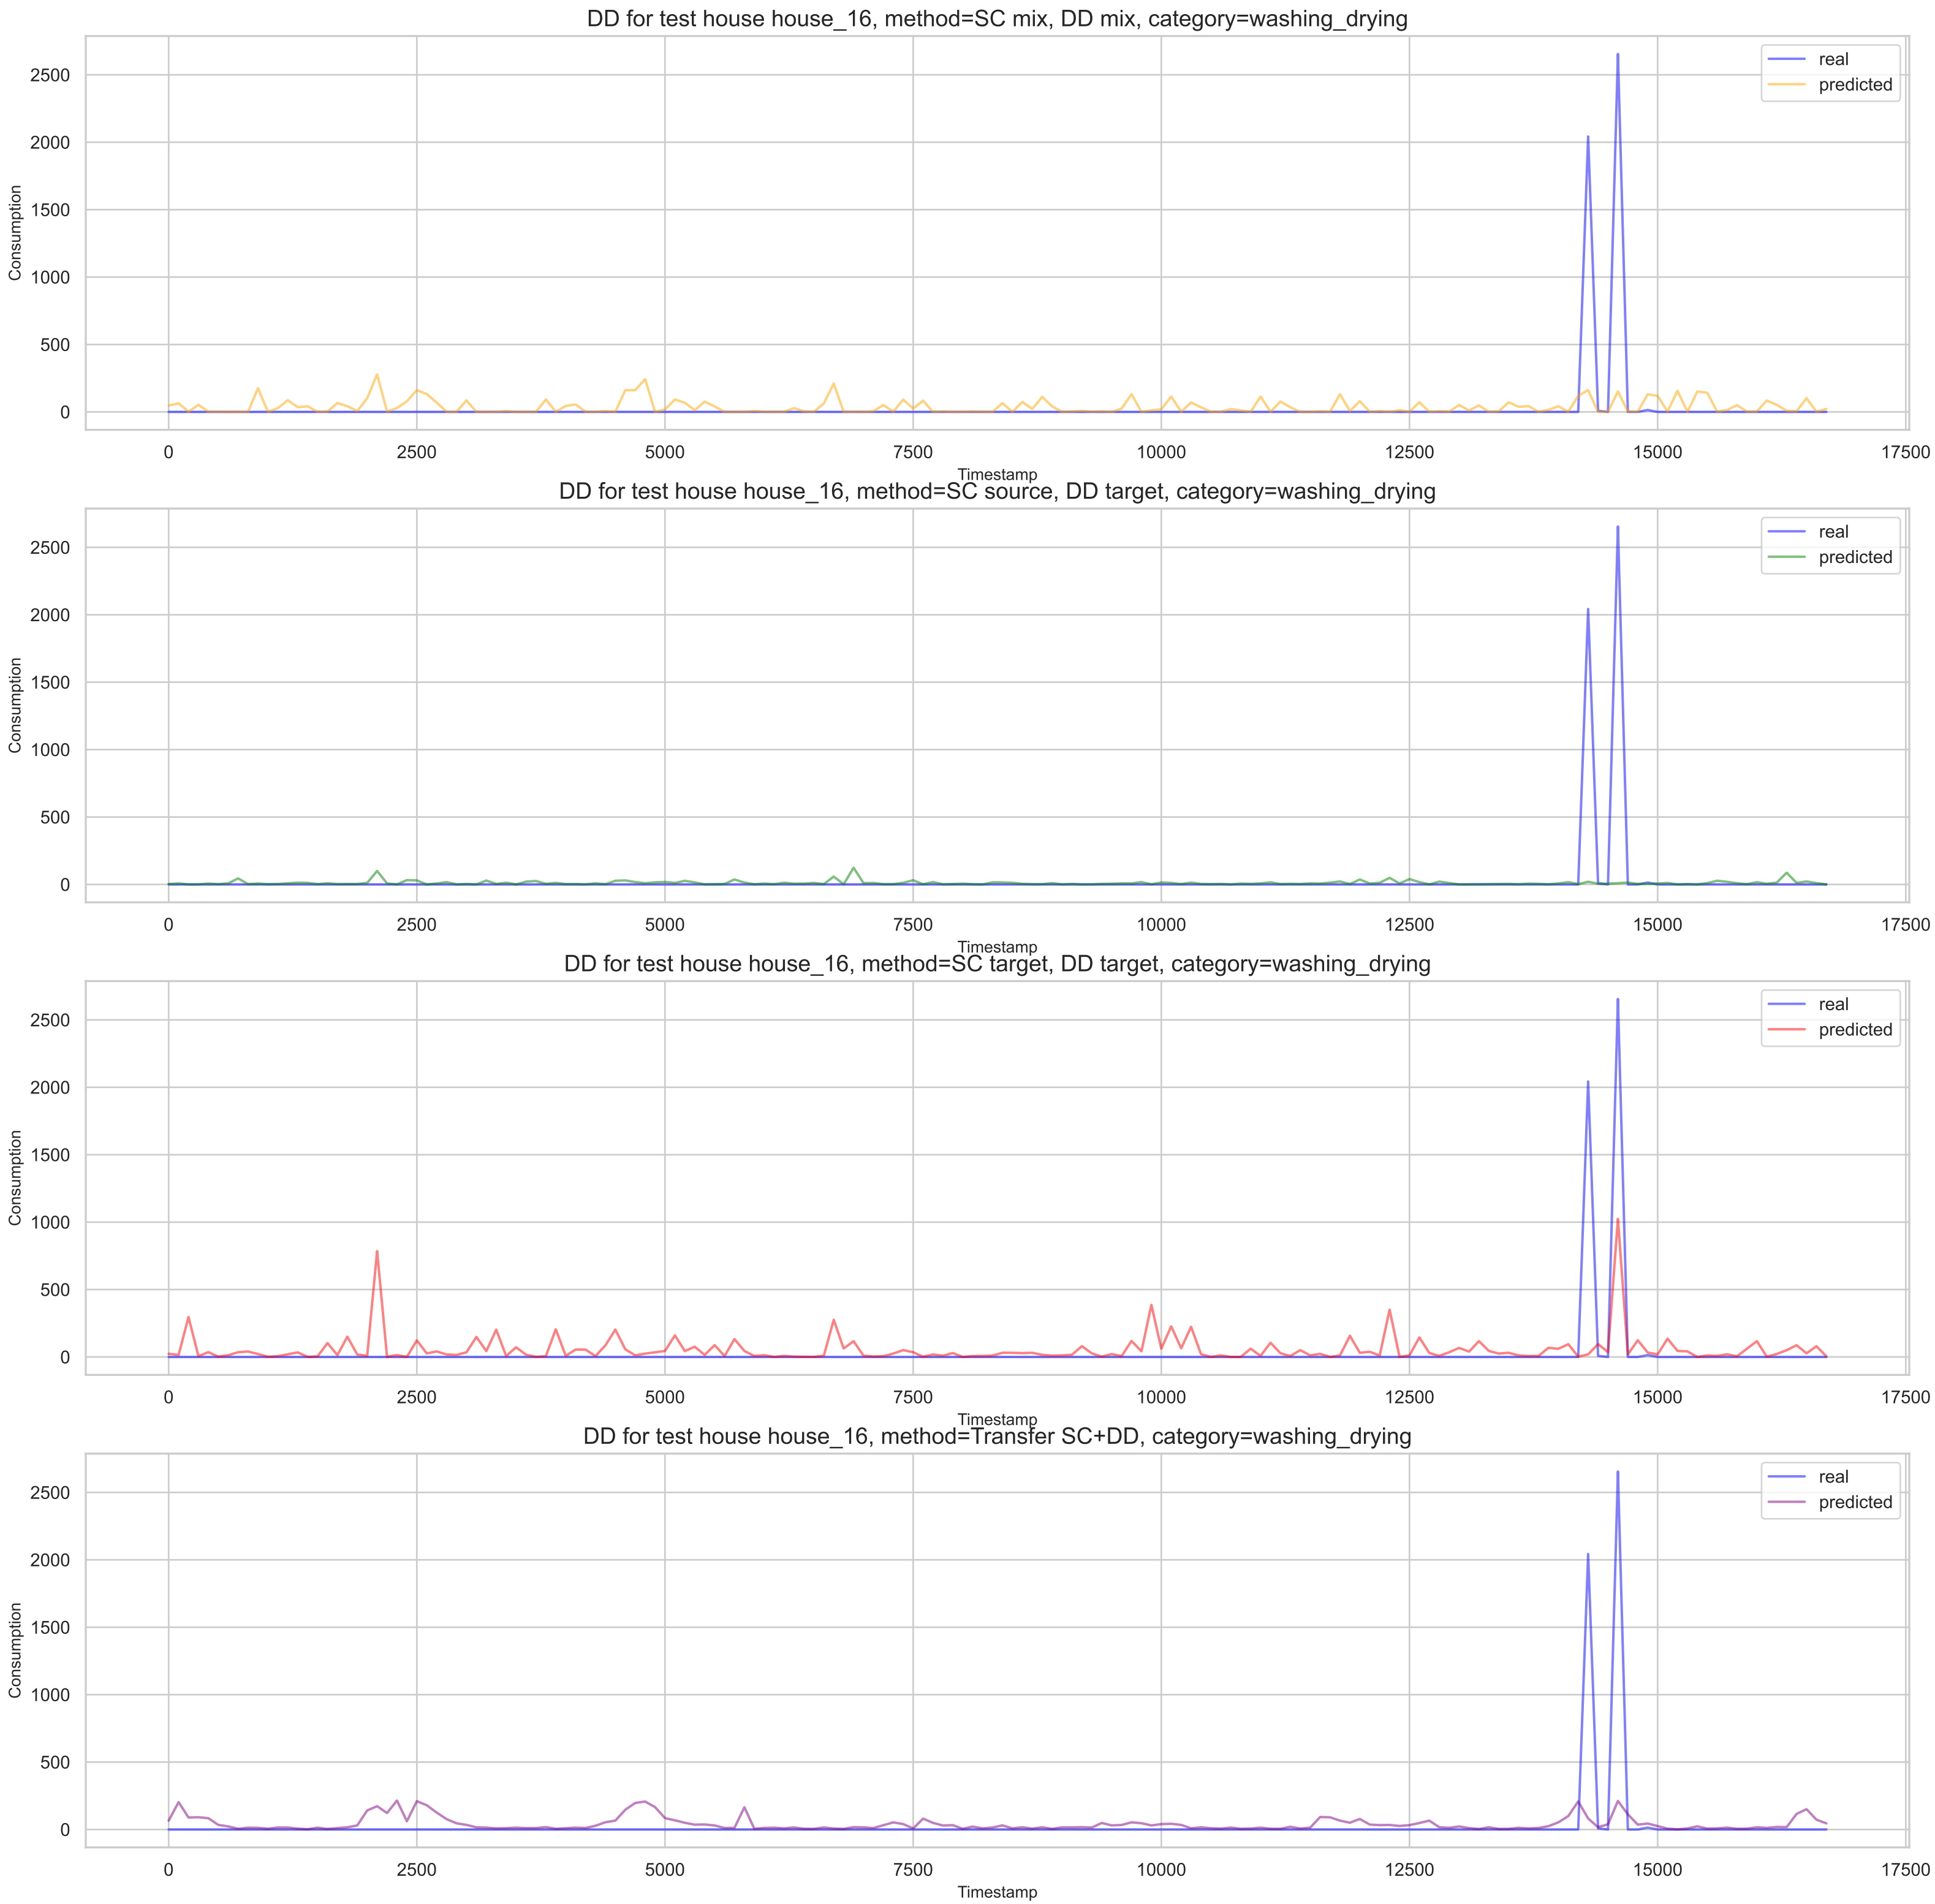 DD for test house house_16, method=SC mix, DD mix, category=washing_drying
real
predicted
2500
2000
1500
1000
500
0
Consumption
0 2500 5000 7500 10000 12500 15000 17500
Timestamp
DD for test house house_16, method=SC source, DD target, category=washing_drying
real
predicted
2500
2000
1500
1000
500
0
Consumption
0 2500 5000 7500 10000 12500 15000 17500
Timestamp
DD for test house house_16, method=SC target, DD target, category=washing_drying
real
predicted
2500
2000
1500
1000
500
0
Consumption
0 2500 5000 7500 10000 12500 15000 17500
Timestamp
DD for test house house_16, method=Transfer SC+DD, category=washing_drying
real
predicted
2500
2000
1500
1000
500
0
Consumption
0 2500 5000 7500 10000 12500 15000 17500
Timestamp